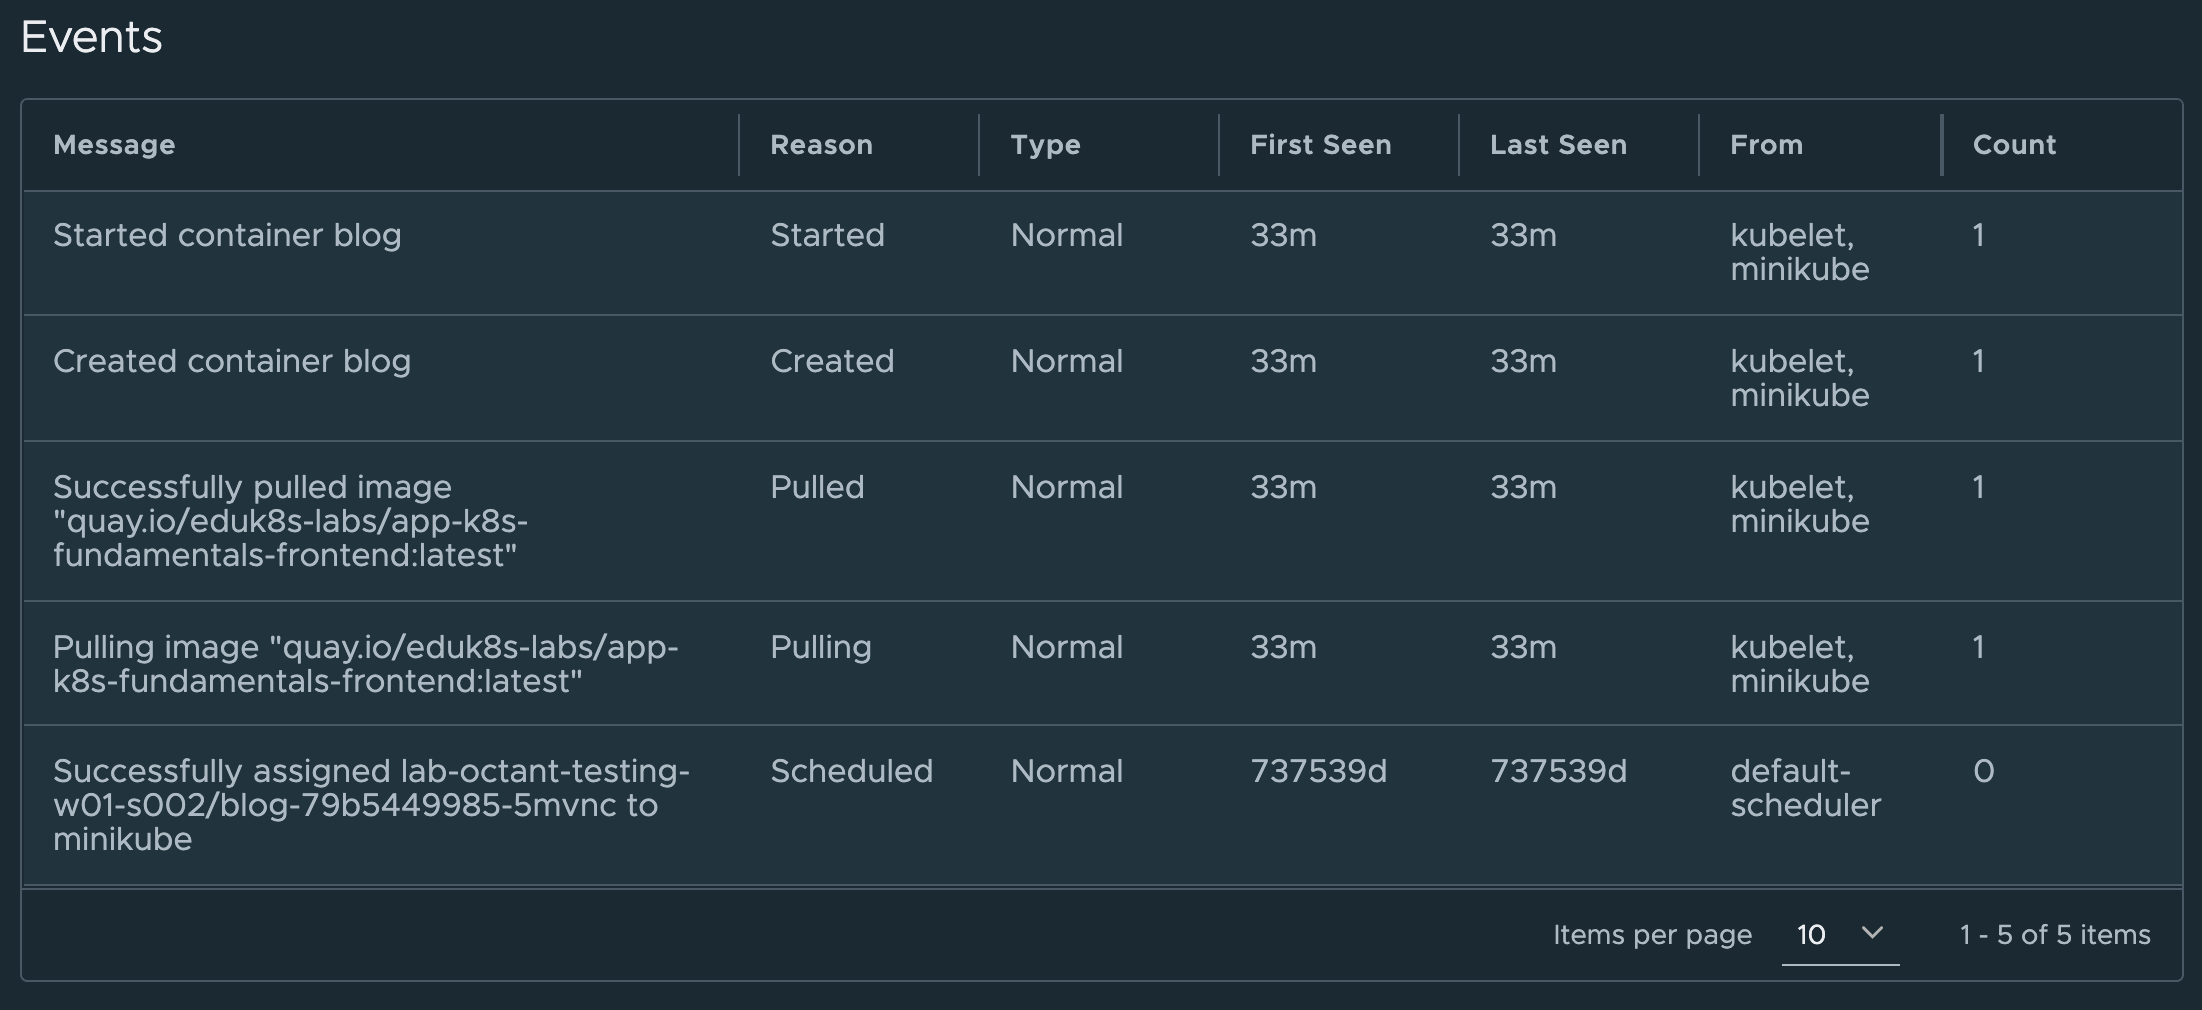 Events
Message Reason Type First Seen Last Seen From Count
Started container blog Started Normal 33m 33m kubelet, 1
minikube
Created container blog Created Normal 33m 33m kubelet, 1
minikube
Successfully pulled image Pulled Normal 33m 33m kubelet, 1
"quay.io/eduk8s-labs/app-k8s- minikube
fundamentals-frontend:latest"
Pulling image "quay.io/eduk8s-labs/app- Pulling Normal 33m 33m kubelet, 1
k8s-fundamentals-frontend:latest" minikube
Successfully assigned lab-octant-testing- Scheduled Normal 737539d 737539d default- 0
w01-s002/blog-79b5449985-5mvnc to scheduler
minikube
Items per page 10 1 - 5 of 5 items